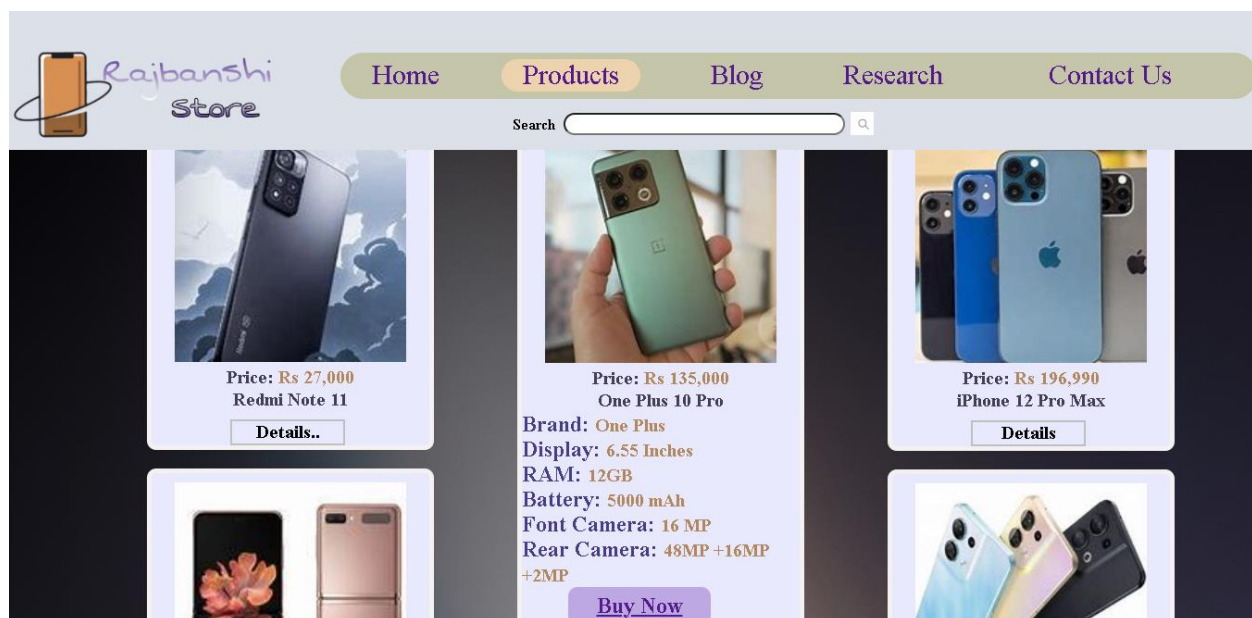 Rajbanshi
Store
Home Products Blog Research Contact Us
Search
Redmi
Price: Rs 27,000
Redmi Note 11
Details..
Price: Rs 135,000
One Plus 10 Pro
Brand: One Plus
Display: 6.55 Inches
RAM: 12GB
Battery: 5000 mAh
Font Camera: 16 MP
Rear Camera: 48MP +16MP
+2MP
Buy Now
Price: Rs 196,990
iPhone 12 Pro Max
Details